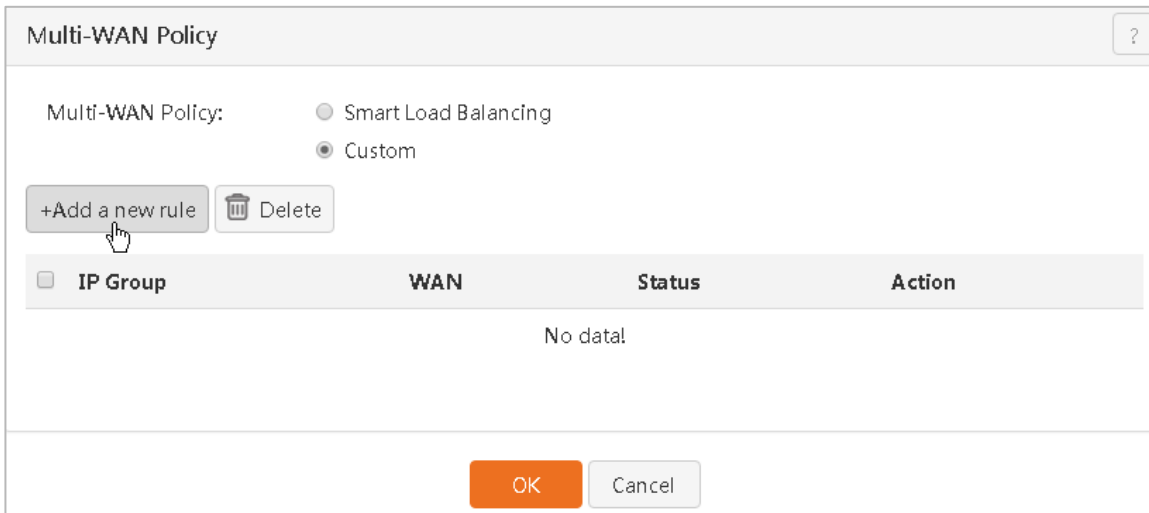 Multi-WAN Policy ?
Multi-WAN Policy: Smart Load Balancing
Custom
+Add a new rule Delete
IP Group WAN Status Action
No data!
OK Cancel